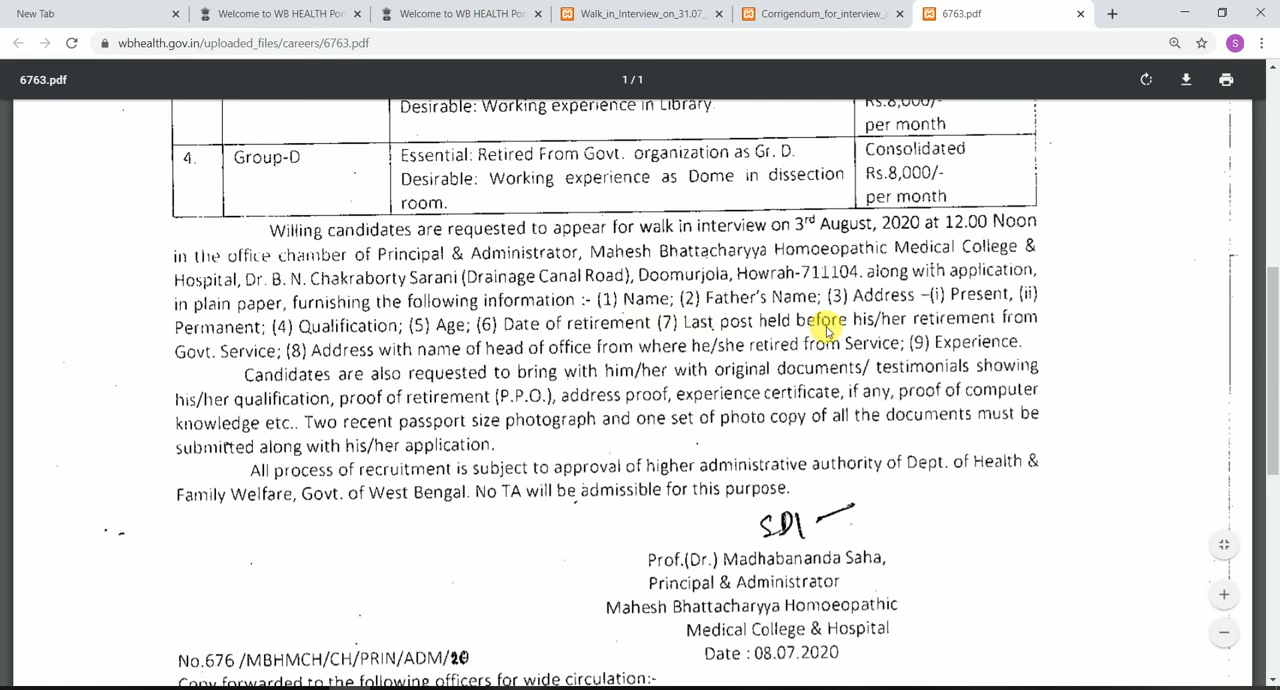 New Tab
Welcome to WB HEALTH Por
Welcome to WB HEALTH Por
Walk_in_Interview_on_31.07_
Corrigendum_for_interview_a
6763.pdf
wbhealth.gov.in/uploaded_files/careers/6763.pdf
S
6763.pdf
1 / 1
Desirable: Working experience in Library.
Rs.8,000/-
per month
4.
Group-D
Essential: Retired From Govt. organization as Gr. D.
Desirable: Working experience as Dome in dissection
room.
Consolidated
Rs.8,000/-
per month
Willing candidates are requested to appear for walk in interview on 3rd August, 2020 at 12.00 Noon
in the office chamber of Principal & Administrator, Mahesh Bhattacharyya Homoeopathic Medical College &
Hospital, Dr. B. N. Chakraborty Sarani (Drainage Canal Road), Doomurjola, Howrah-711104. along with application,
in plain paper, furnishing the following information :- (1) Name; (2) Father's Name; (3) Address –(i) Present, (ii)
Permanent; (4) Qualification; (5) Age; (6) Date of retirement (7) Last post held before his/her retirement from
Govt. Service; (8) Address with name of head of office from where he/she retired from Service; (9) Experience.
Candidates are also requested to bring with him/her with original documents/ testimonials showing
his/her qualification, proof of retirement (P.P.O.), address proof, experience certificate, if any, proof of computer
knowledge etc.. Two recent passport size photograph and one set of photo copy of all the documents must be
submitted along with his/her application.
All process of recruitment is subject to approval of higher administrative authority of Dept. of Health &
Family Welfare, Govt. of West Bengal. No TA will be admissible for this purpose.
SD/-
Prof.(Dr.) Madhabananda Saha,
Principal & Administrator
Mahesh Bhattacharyya Homoeopathic
Medical College & Hospital
Date : 08.07.2020
No.676 /MBHMCH/CH/PRIN/ADM/20
Copy forwarded to the following officers for wide circulation:-